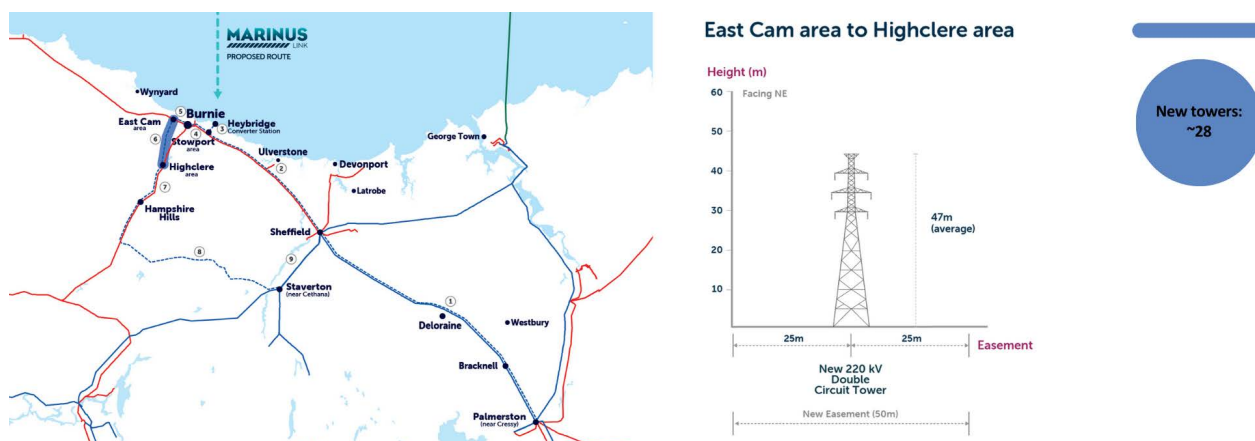 MARINUS
LINK
PROPOSED ROUTE
Wynyard
5
Burnie
East Cam
area
Heybridge
Converter Station
3
4
6
Stowport
area
Ulverstone
2
George Town
Highclere
area
Devonport
7
Latrobe
Hampshire
Hills
Sheffield
8
9
Staverton
(near Cethana)
1
Deloraine
Westbury
Bracknell
Palmerston
(near Cressy)
East Cam area to Highclere area
Height (m)
60
Facing NE
50
40
30
20
10
47m
(average)
25m
25m
Easement
New 220 kV
Double
Circuit Tower
New Easement (50m)
New towers:
~28